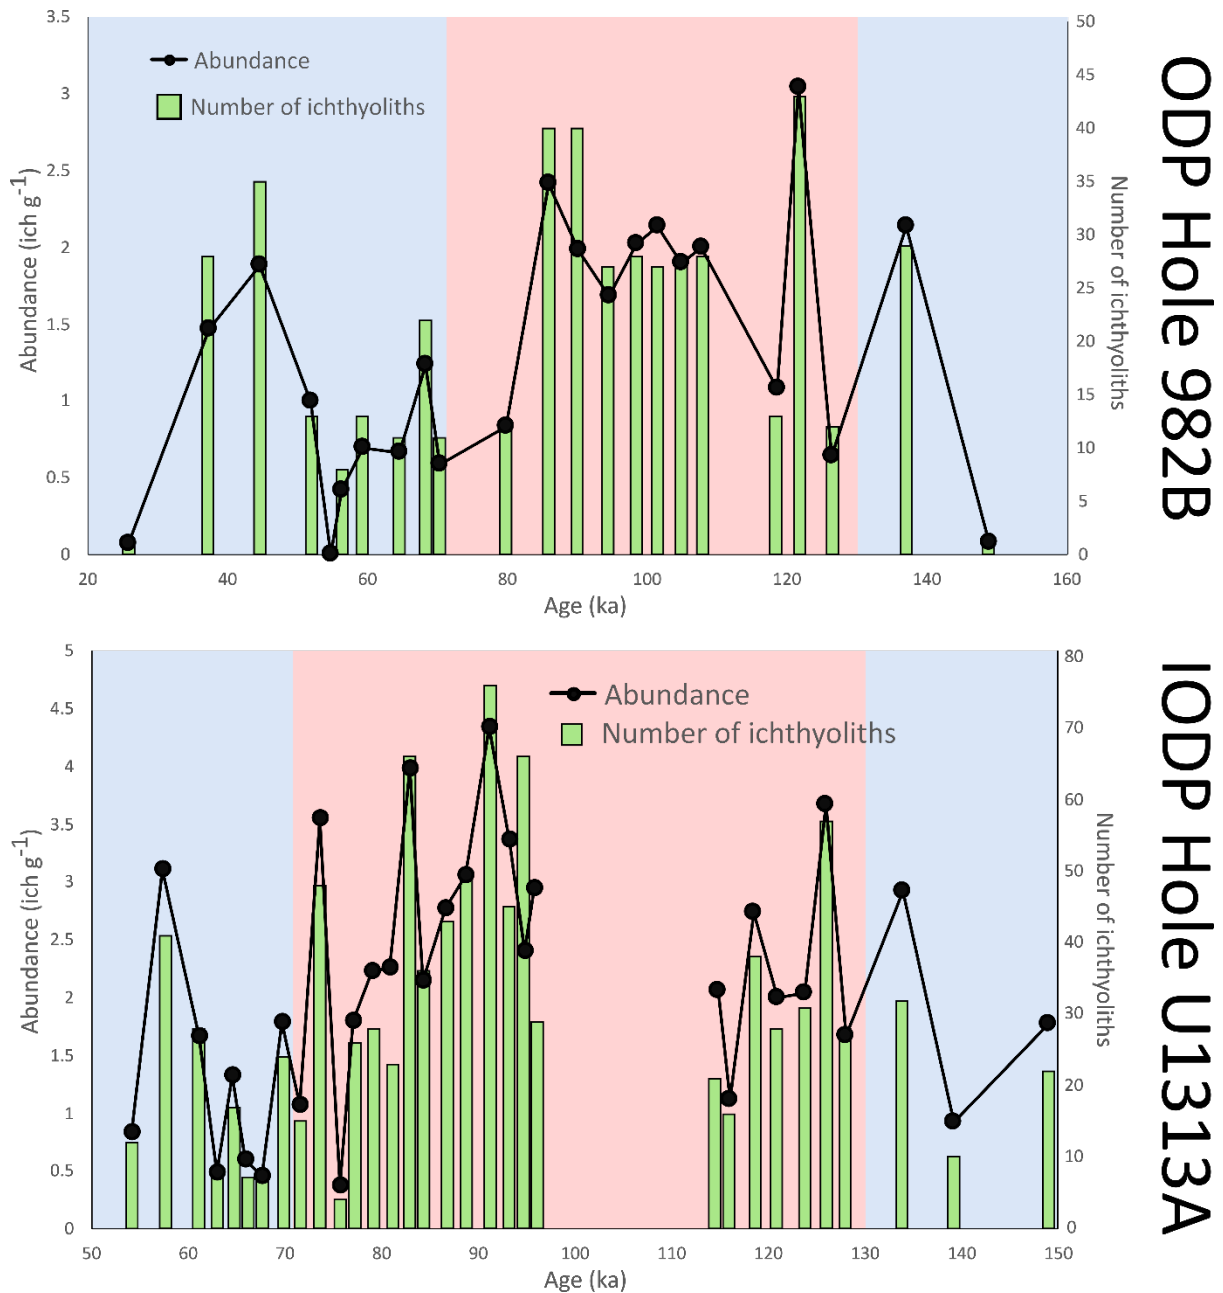 3.5
3
2.5
2
1.5
1
0.5
0
Abundance (ich g⁻¹)
Abundance
Number of ichthyoliths
50
45
40
35
30
25
20
15
10
5
0
Number of ichthyoliths
20 40 60 80 100 120 140 160
Age (ka)
ODP Hole 982B
5
4.5
4
3.5
3
2.5
2
1.5
1
0.5
0
Abundance (ich g⁻¹)
Abundance
Number of ichthyoliths
80
70
60
50
40
30
20
10
0
Number of ichthyoliths
50 60 70 80 90 100 110 120 130 140 150
Age (ka)
IODP Hole U1313A